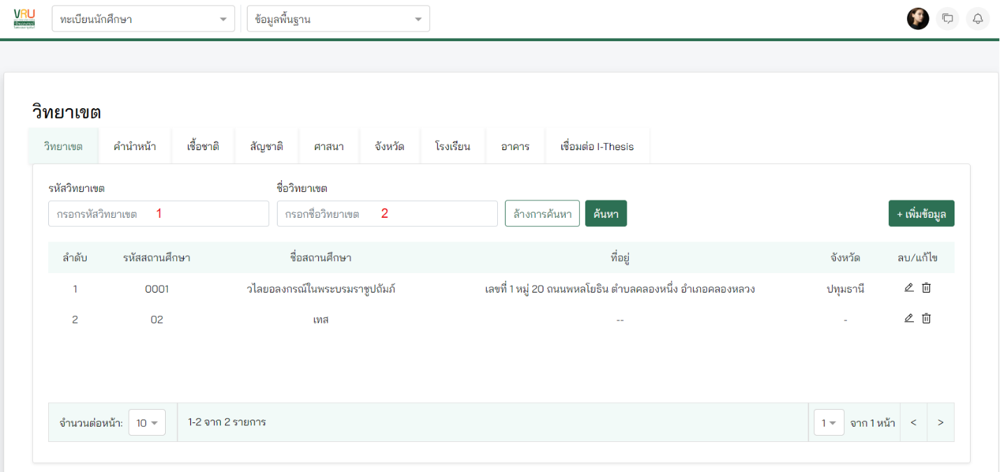 VRU
ทะเบียนนักศึกษา
ข้อมูลพื้นฐาน
วิทยาเขต
วิทยาเขต คำนำหน้า เชื้อชาติ สัญชาติ ศาสนา จังหวัด โรงเรียน อาคาร เชื่อมต่อ I-Thesis
รหัสวิทยาเขต ชื่อวิทยาเขต
กรอกรหัสวิทยาเขต 1 กรอกชื่อวิทยาเขต 2 ล้างการค้นหา ค้นหา + เพิ่มข้อมูล
ลำดับ รหัสสถานศึกษา ชื่อสถานศึกษา ที่อยู่ จังหวัด ลบ/แก้ไข
1 0001 วไลยอลงกรณ์ในพระบรมราชูปถัมภ์ เลขที่ 1 หมู่ 20 ถนนพหลโยธิน ตำบลคลองหนึ่ง อำเภอคลองหลวง ปทุมธานี
2 02 เทส -- -
จำนวนต่อหน้า: 10 1-2 จาก 2 รายการ 1 จาก 1 หน้า < >